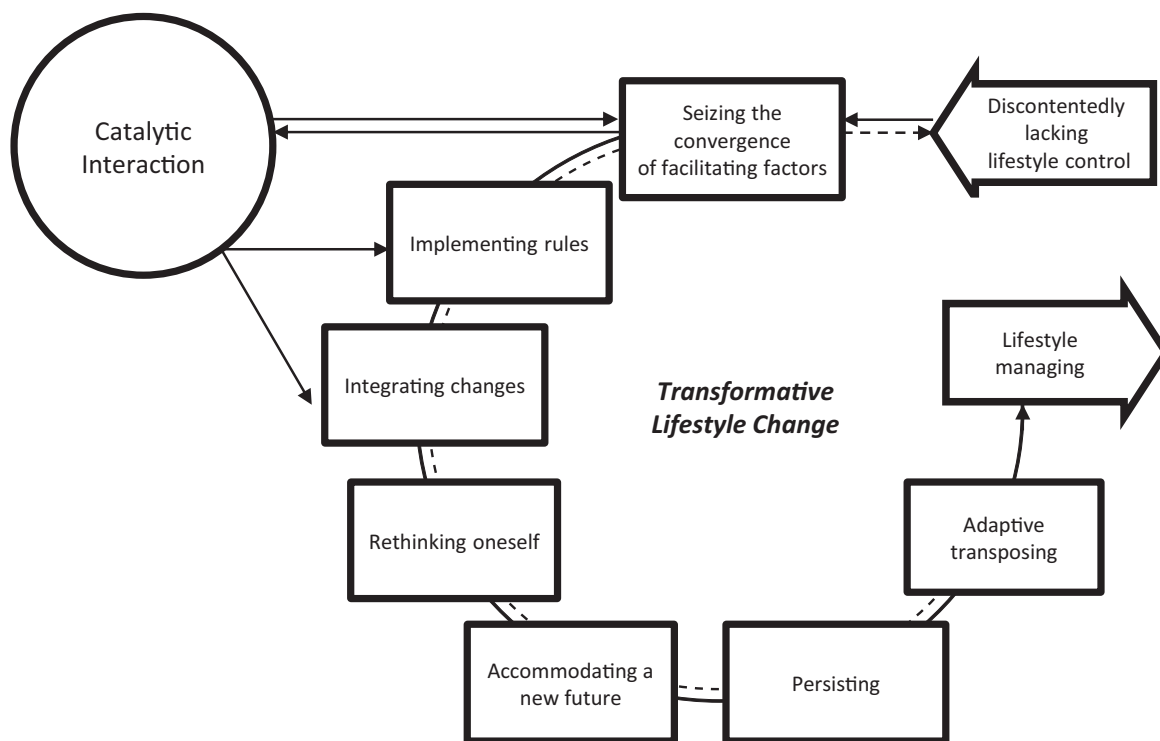 Catalytic
Interaction
Seizing the
convergence
of facilitating factors
Discontentedly
lacking
lifestyle control
Implementing rules
Integrating changes
Transformative
Lifestyle Change
Lifestyle
managing
Rethinking oneself
Adaptive
transposing
Accommodating a
new future
Persisting